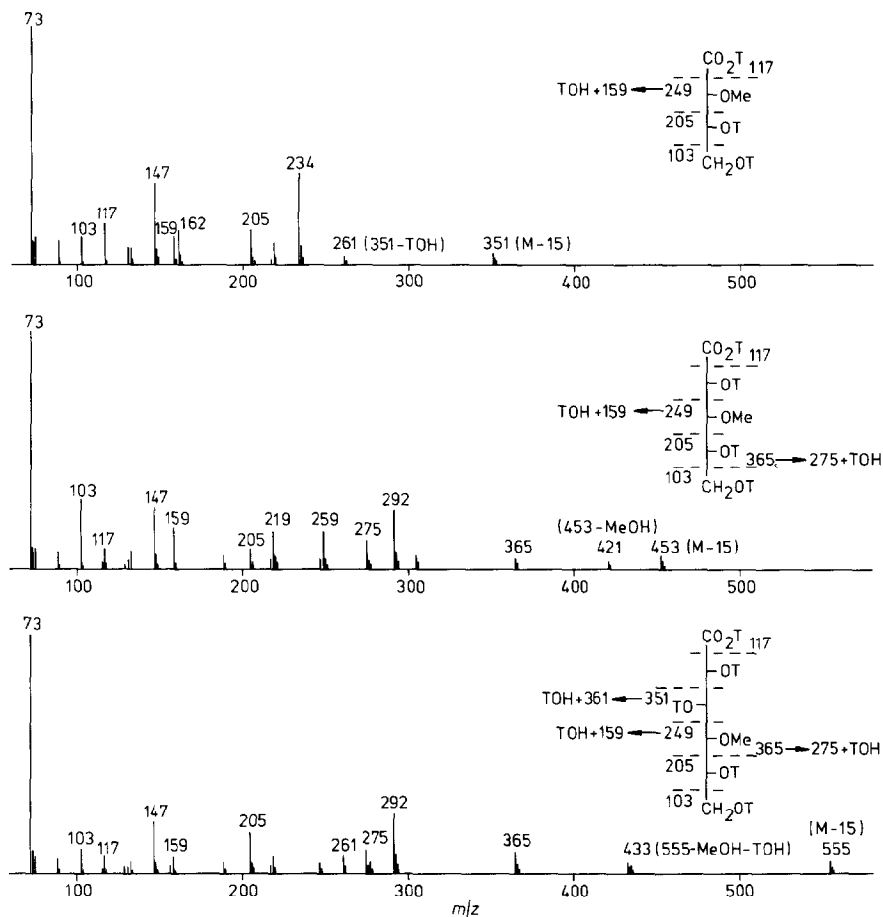 73
CO₂T 117
TOH+159 ← 249 OMe
205 OT
103 CH₂OT
234
147
117
103
159
162
205
261 (351-TOH)
351 (M-15)
100 200 300 400 500
73
CO₂T 117
OT
TOH+159 ← 249 OMe
205 OT 365 → 275+TOH
103 CH₂OT
103
147
117
159
205
219
259
275
292
365
(453-MeOH)
421
453 (M-15)
100 200 300 400 500
73
CO₂T 117
OT
TOH+361 ← 351 TO
TOH+159 ← 249 OMe 365 → 275+TOH
205 OT
103 CH₂OT
103
117
147
159
205
261
275
292
365
433 (555-MeOH-TOH)
(M-15)
555
100 200 300 400 500
m/z